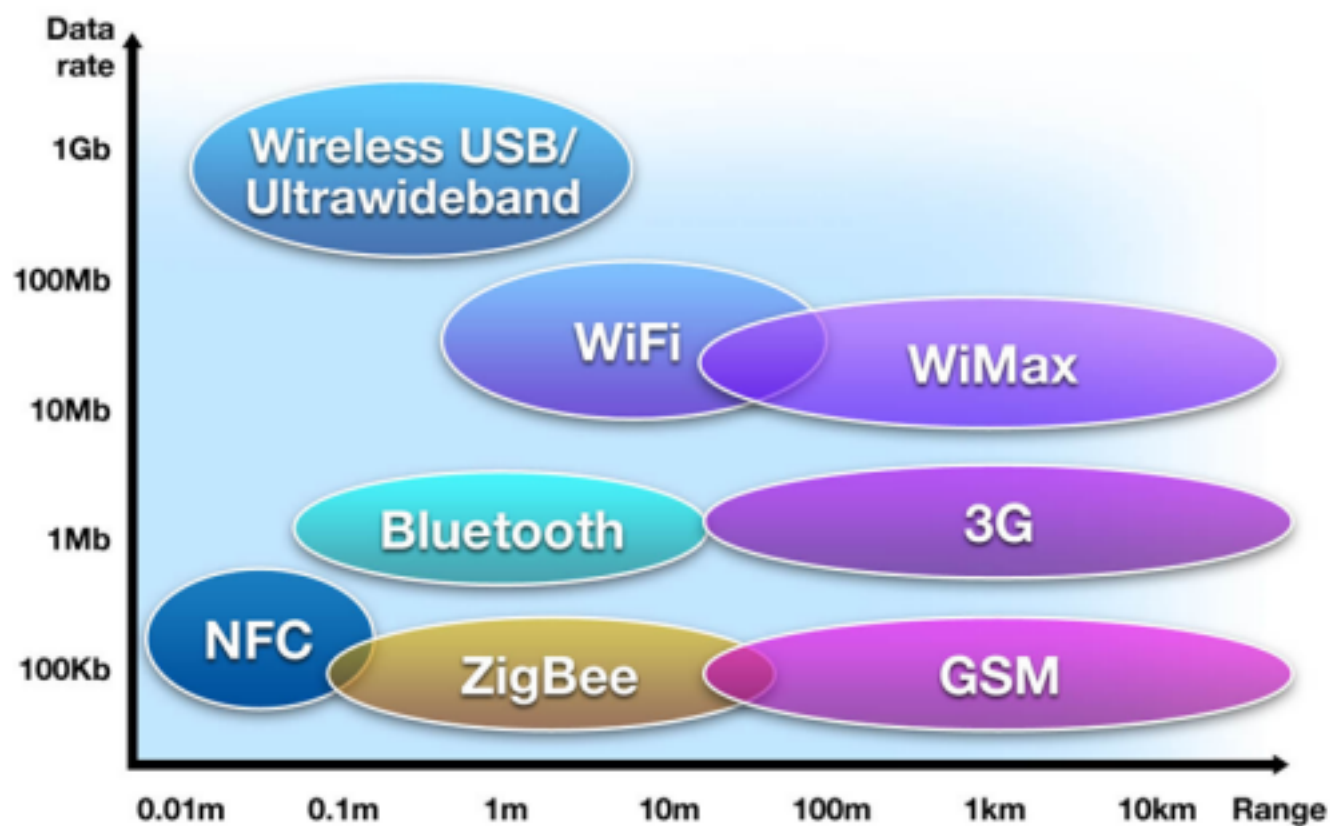 Data
rate
1Gb
100Mb
10Mb
1Mb
100Kb
Wireless USB/
Ultrawideband
WiFi
WiMax
Bluetooth
3G
NFC
ZigBee
GSM
0.01m 0.1m 1m 10m 100m 1km 10km Range